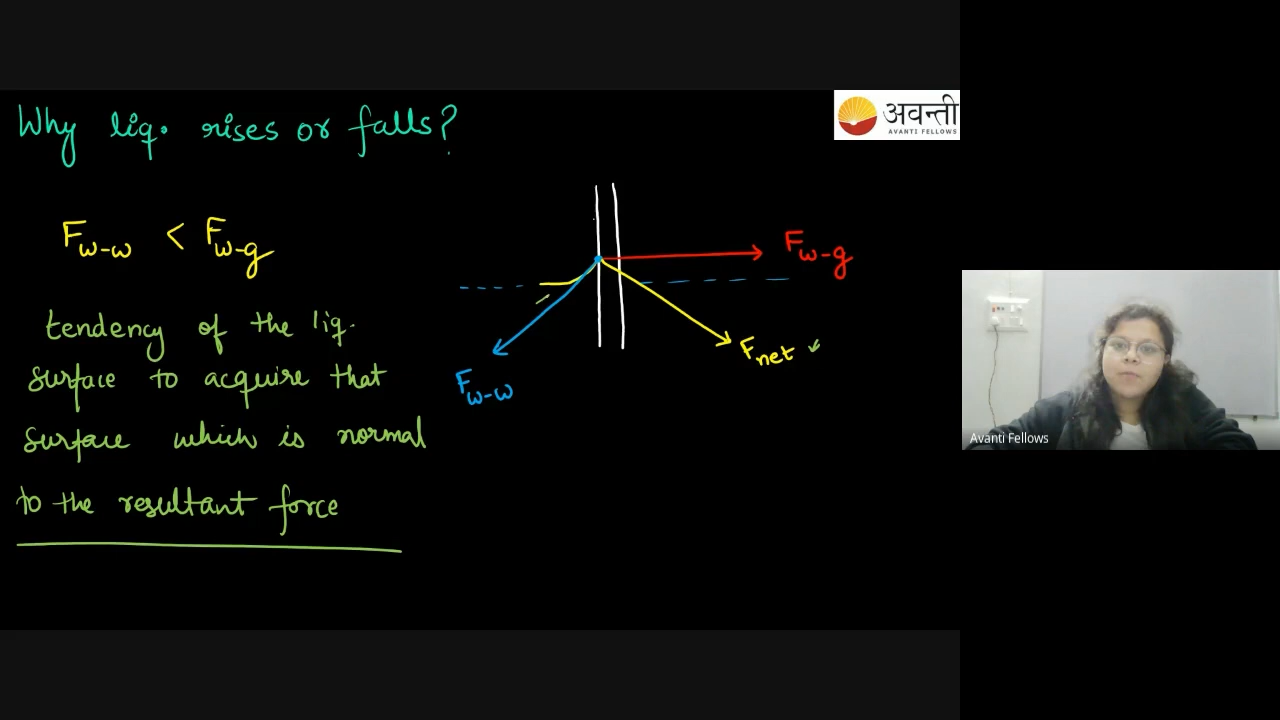 Why liq. rises or falls?
अवन्ती
AVANTI FELLOWS
Fw-w < Fw-g
Fw-g
tendency of the liq.
surface to acquire that
surface which is normal
to the resultant force
Fnet
Fw-w
Avanti Fellows